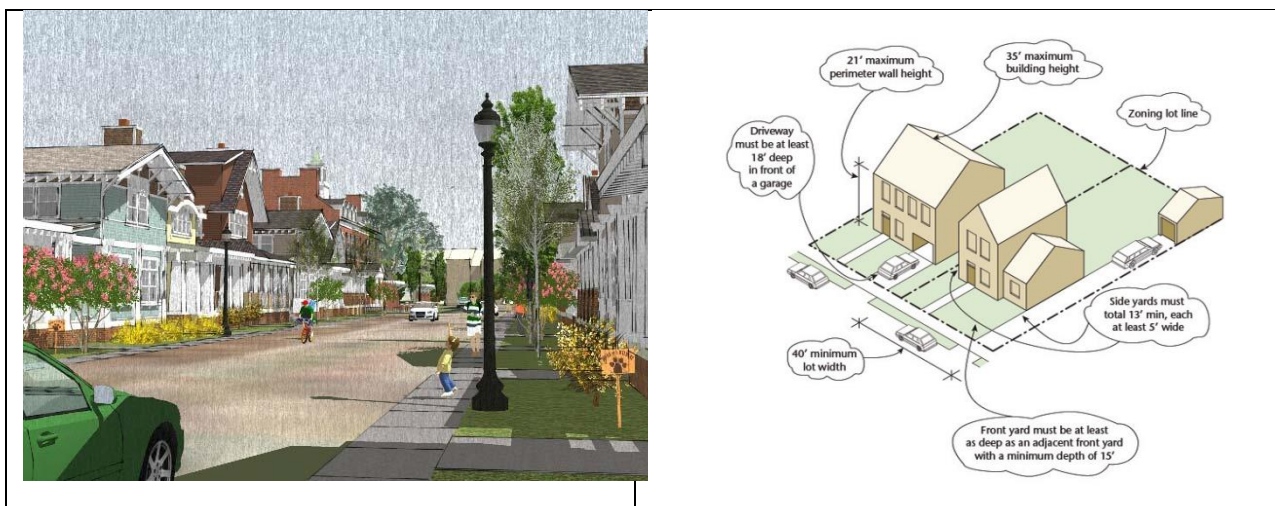 21' maximum
perimeter wall height
35' maximum
building height
Zoning lot line
Driveway
must be at least
18' deep
in front of
a garage
Side yards must
total 13' min, each
at least 5' wide
40' minimum
lot width
Front yard must be at least
as deep as an adjacent front yard
with a minimum depth of 15'